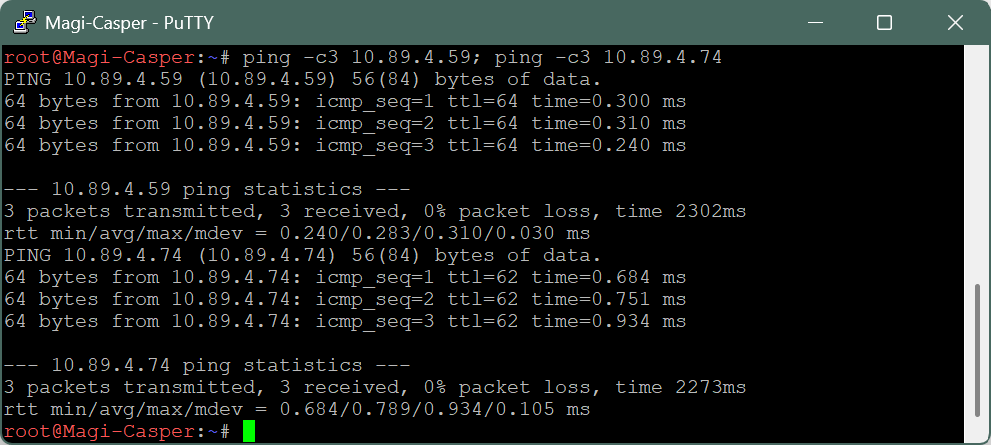 Magi-Casper - PuTTY
root@Magi-Casper:~# ping -c3 10.89.4.59; ping -c3 10.89.4.74
PING 10.89.4.59 (10.89.4.59) 56(84) bytes of data.
64 bytes from 10.89.4.59: icmp_seq=1 ttl=64 time=0.300 ms
64 bytes from 10.89.4.59: icmp_seq=2 ttl=64 time=0.310 ms
64 bytes from 10.89.4.59: icmp_seq=3 ttl=64 time=0.240 ms

--- 10.89.4.59 ping statistics ---
3 packets transmitted, 3 received, 0% packet loss, time 2302ms
rtt min/avg/max/mdev = 0.240/0.283/0.310/0.030 ms
PING 10.89.4.74 (10.89.4.74) 56(84) bytes of data.
64 bytes from 10.89.4.74: icmp_seq=1 ttl=62 time=0.684 ms
64 bytes from 10.89.4.74: icmp_seq=2 ttl=62 time=0.751 ms
64 bytes from 10.89.4.74: icmp_seq=3 ttl=62 time=0.934 ms

--- 10.89.4.74 ping statistics ---
3 packets transmitted, 3 received, 0% packet loss, time 2273ms
rtt min/avg/max/mdev = 0.684/0.789/0.934/0.105 ms
root@Magi-Casper:~#